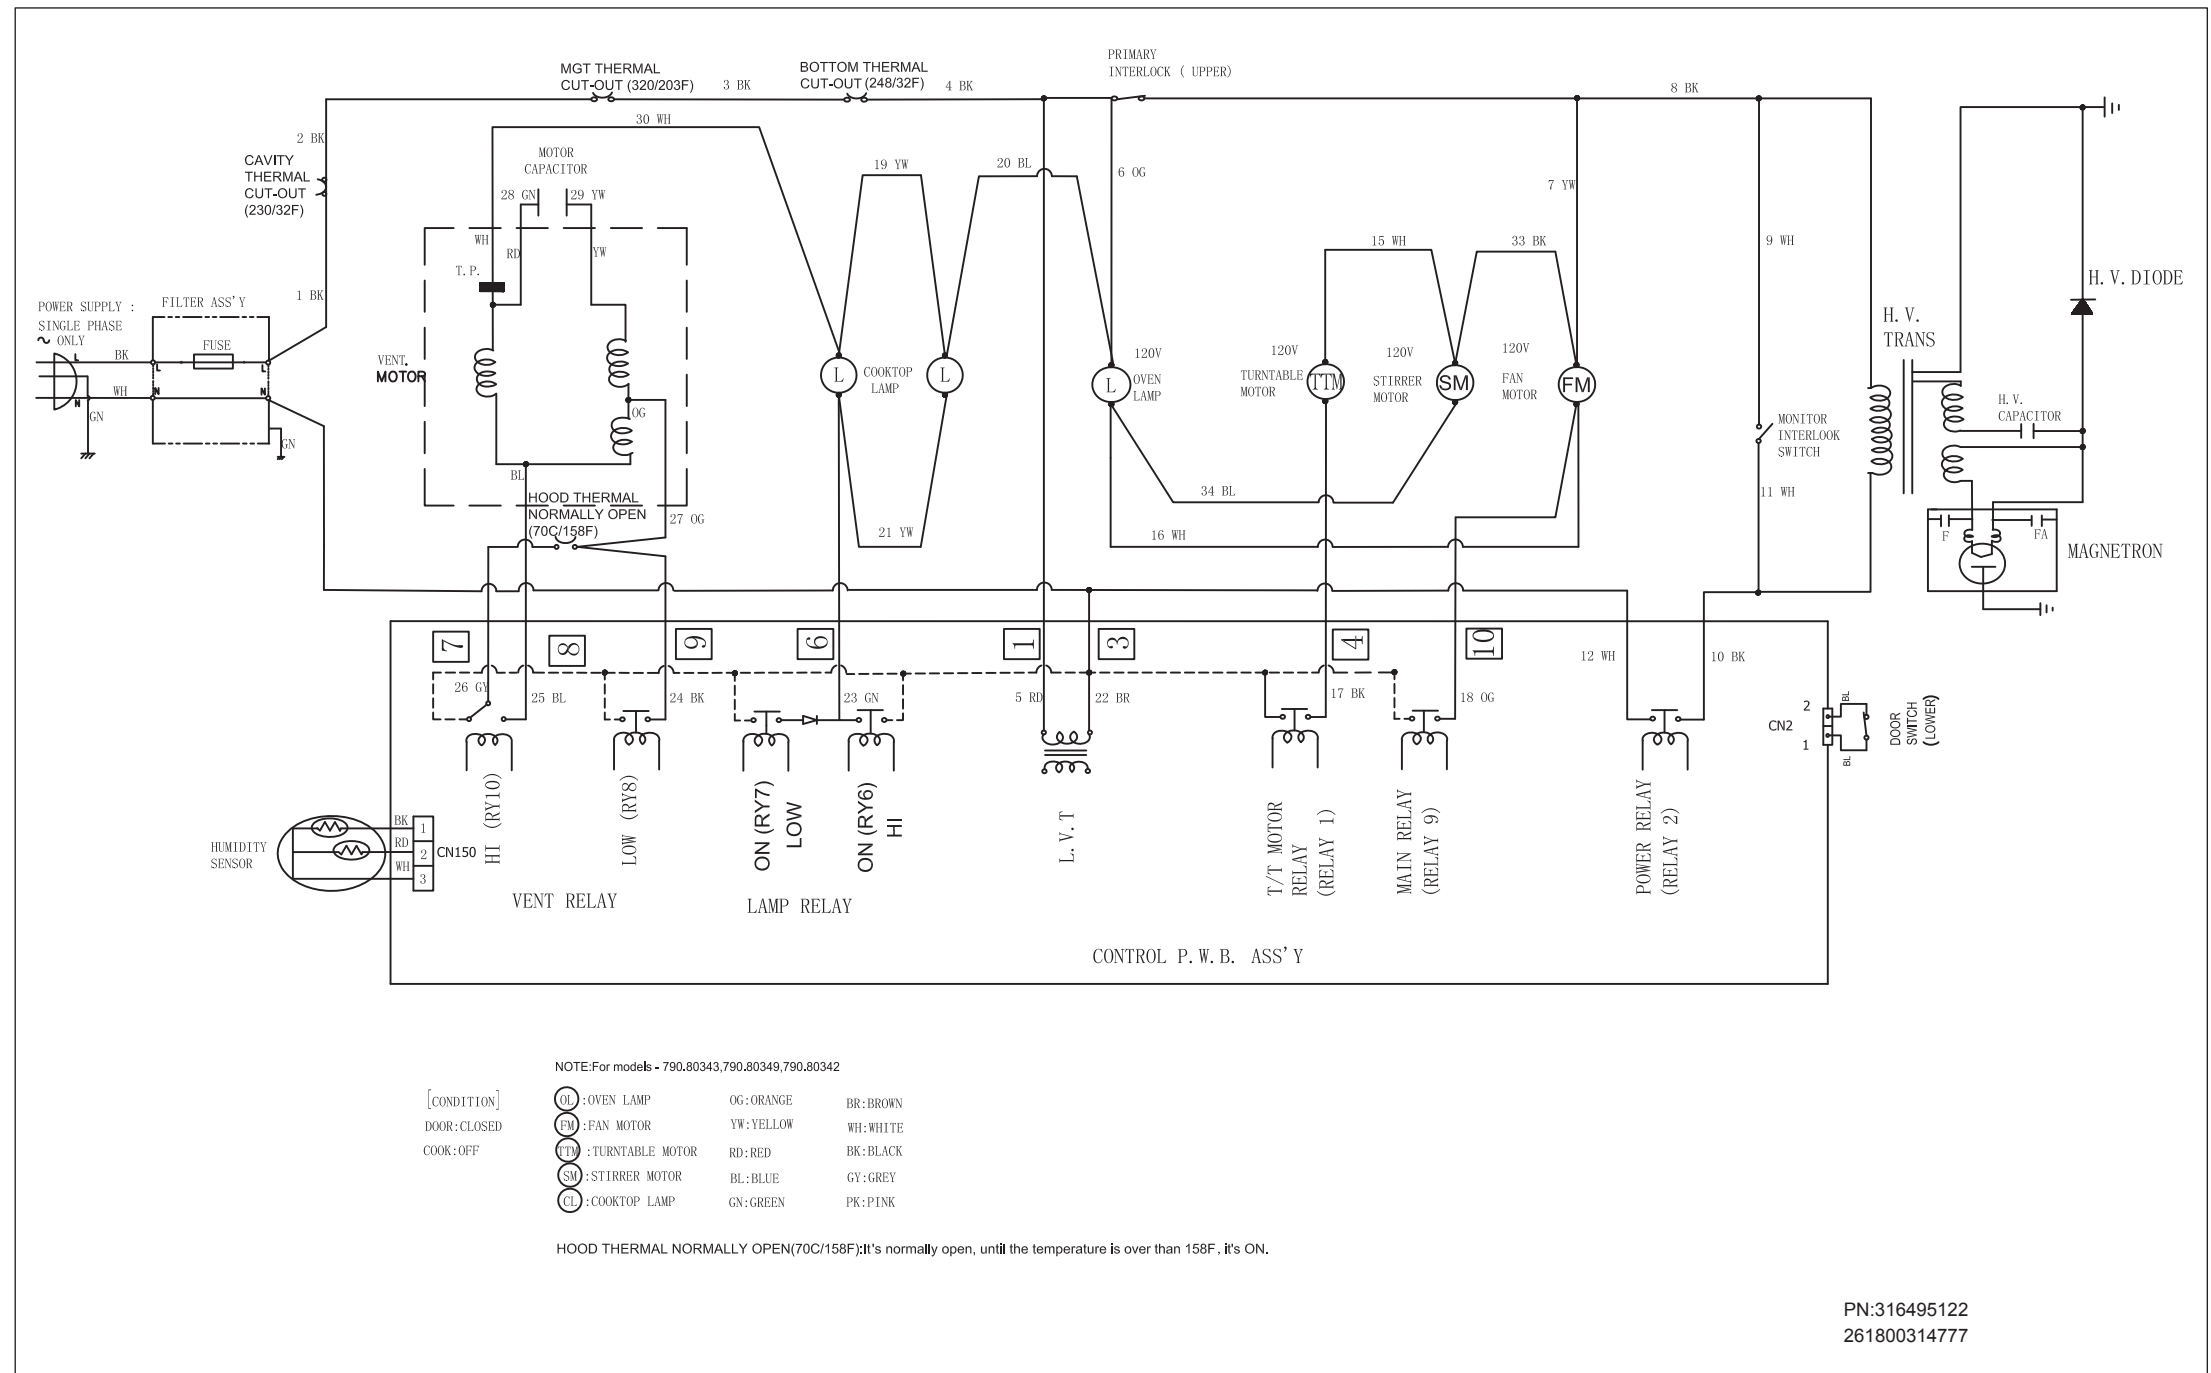 PRIMARY
INTERLOCK ( UPPER)
MGT THERMAL
CUT-OUT (320/203F)
3 BK
BOTTOM THERMAL
CUT-OUT (248/32F)
4 BK
8 BK
30 WH
2 BK
CAVITY
THERMAL
CUT-OUT
(230/32F)
MOTOR
CAPACITOR
28 GN
29 YW
19 YW
20 BL
6 OG
7 YW
WH
RD
YW
T.P.
15 WH
33 BK
9 WH
H.V.DIODE
POWER SUPPLY :
SINGLE PHASE
~ ONLY
FILTER ASS'Y
1 BK
FUSE
BK
L
L
L
WH
N
N
N
GN
GN
VENT.
MOTOR
OG
BL
L
COOKTOP
LAMP
L
120V
L
OVEN
LAMP
120V
TURNTABLE
MOTOR
TTM
120V
STIRRER
MOTOR
SM
120V
FAN
MOTOR
FM
H.V.
TRANS
H.V.
CAPACITOR
MONITOR
INTERLOOK
SWITCH
11 WH
HOOD THERMAL
NORMALLY OPEN
(70C/158F)
27 OG
21 YW
34 BL
16 WH
F
FA
MAGNETRON
7
8
9
6
1
3
4
10
12 WH
10 BK
26 GY
25 BL
24 BK
23 GN
5 RD
22 BR
17 BK
18 OG
CN2
2
1
BL
BL
DOOR
SWITCH
(LOWER)
HUMIDITY
SENSOR
BK
RD
WH
1
2
3
CN150
HI (RY10)
LOW (RY8)
ON (RY7)
LOW
ON (RY6)
HI
L.V.T
T/T MOTOR
RELAY
(RELAY 1)
MAIN RELAY
(RELAY 9)
POWER RELAY
(RELAY 2)
VENT RELAY
LAMP RELAY
CONTROL P.W.B. ASS'Y
NOTE:For models - 790.80343,790.80349,790.80342
[CONDITION]
DOOR:CLOSED
COOK:OFF
OL :OVEN LAMP
FM :FAN MOTOR
TTM :TURNTABLE MOTOR
SM :STIRRER MOTOR
CL :COOKTOP LAMP
OG:ORANGE
YW:YELLOW
RD:RED
BL:BLUE
GN:GREEN
BR:BROWN
WH:WHITE
BK:BLACK
GY:GREY
PK:PINK
HOOD THERMAL NORMALLY OPEN(70C/158F):It's normally open, until the temperature is over than 158F, it's ON.
PN:316495122
261800314777